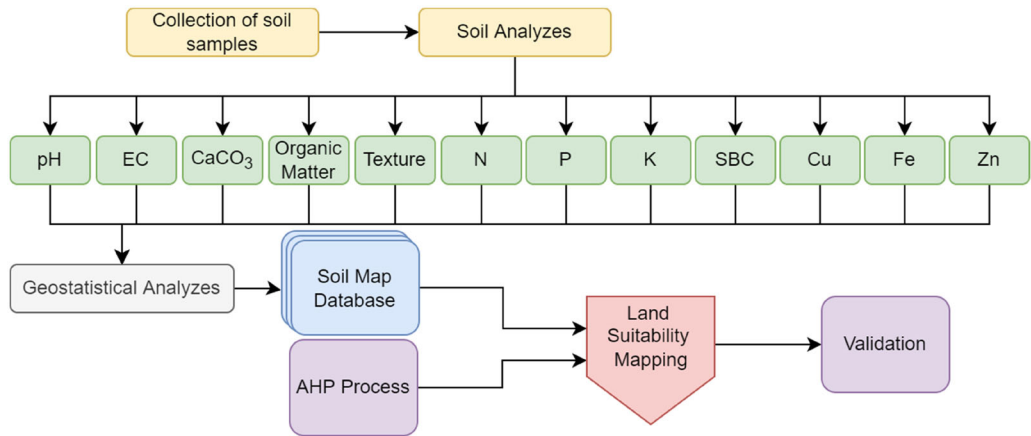 Collection of soil
samples
Soil Analyzes
pH
EC
CaCO₃
Organic
Matter
Texture
N
P
K
SBC
Cu
Fe
Zn
Geostatistical Analyzes
Soil Map
Database
Land
Suitability
Mapping
Validation
AHP Process